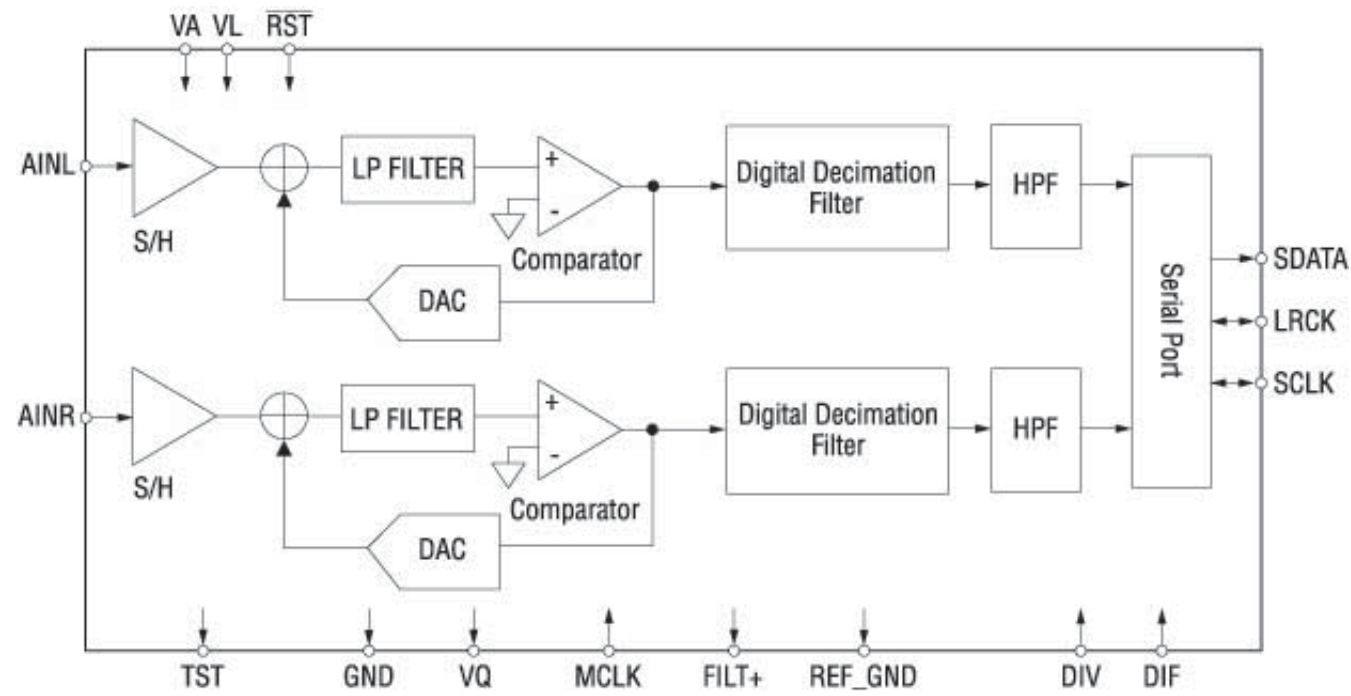 VA VL RST
AINL
S/H
LP FILTER
+
-
Comparator
DAC
Digital Decimation
Filter
HPF
Serial Port
SDATA
LRCK
SCLK
AINR
S/H
LP FILTER
+
-
Comparator
DAC
Digital Decimation
Filter
HPF
TST GND VQ MCLK FILT+ REF_GND DIV DIF